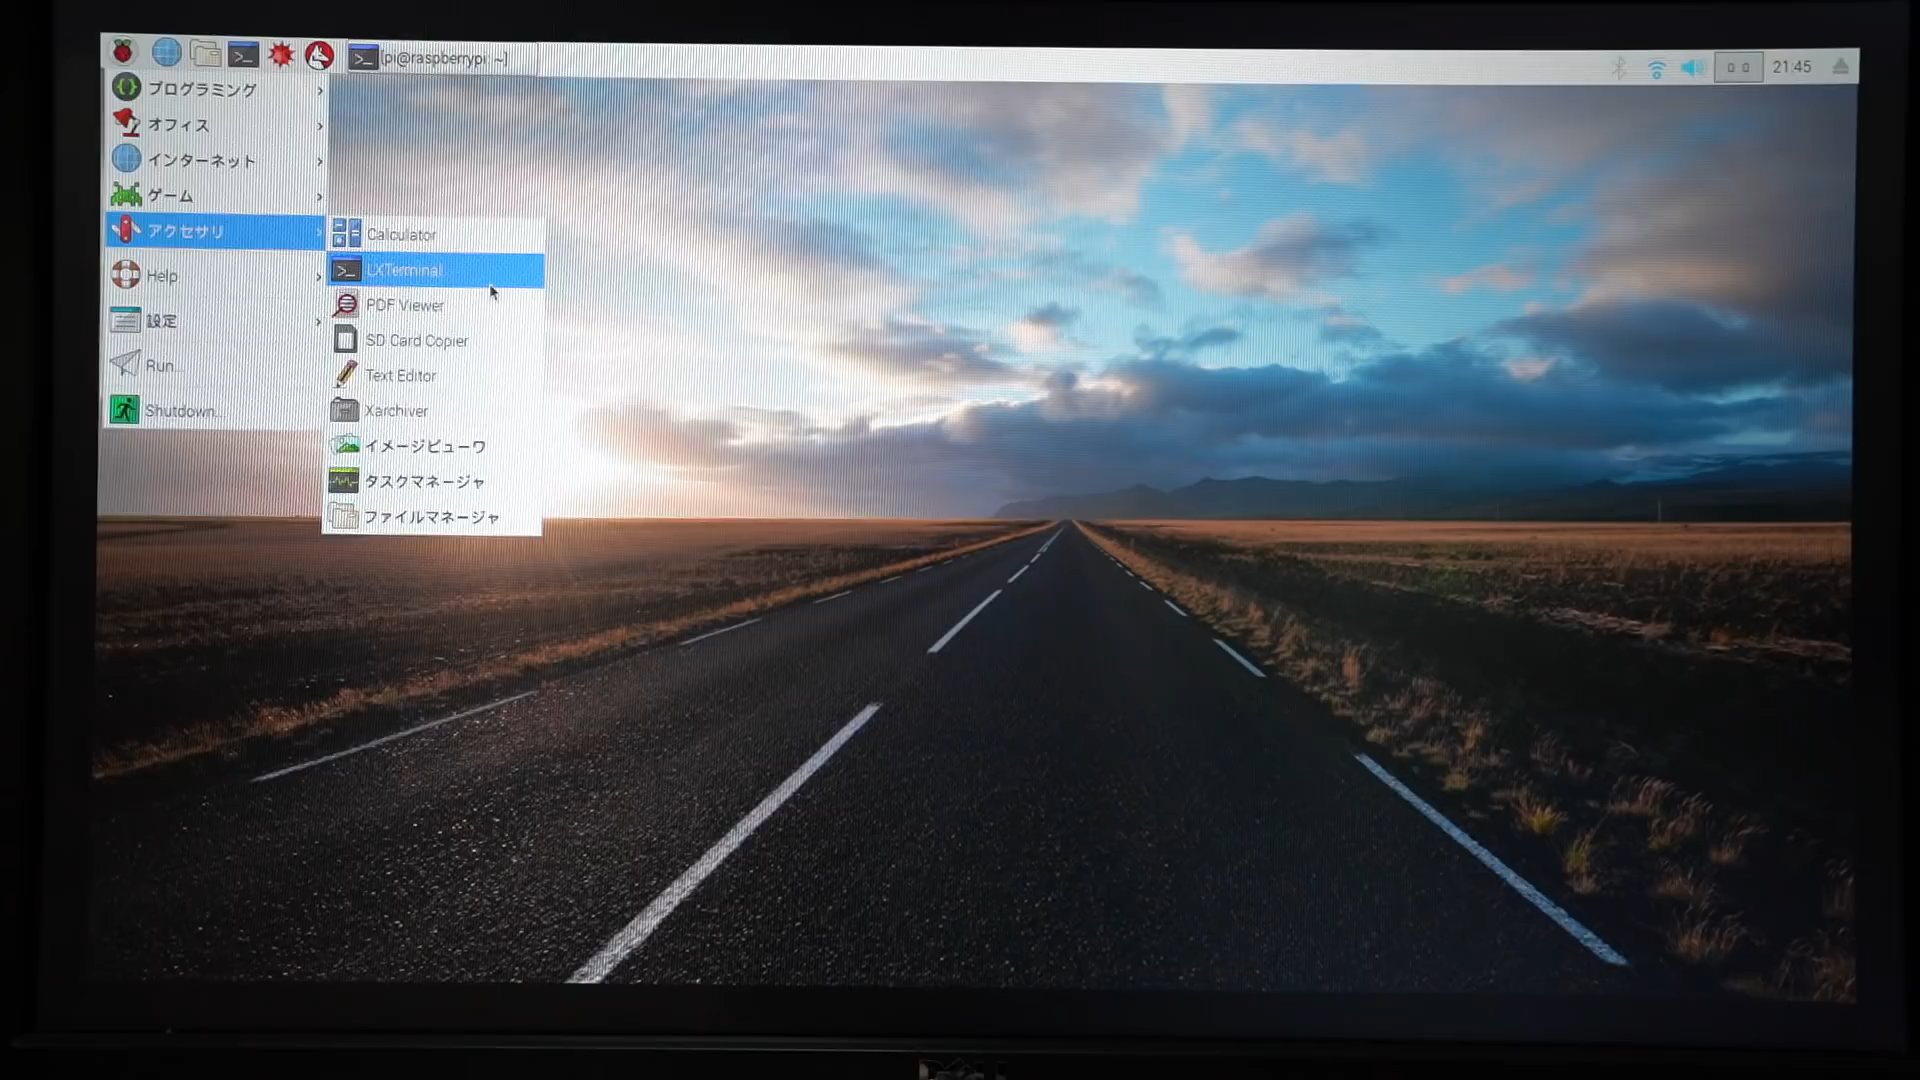 [pi@raspberrypi: ~]
21:45
プログラミング
オフィス
インターネット
ゲーム
アクセサリ
Help
設定
Run...
Shutdown...
Calculator
LXTerminal
PDF Viewer
SD Card Copier
Text Editor
Xarchiver
イメージビューワ
タスクマネージャ
ファイルマネージャ